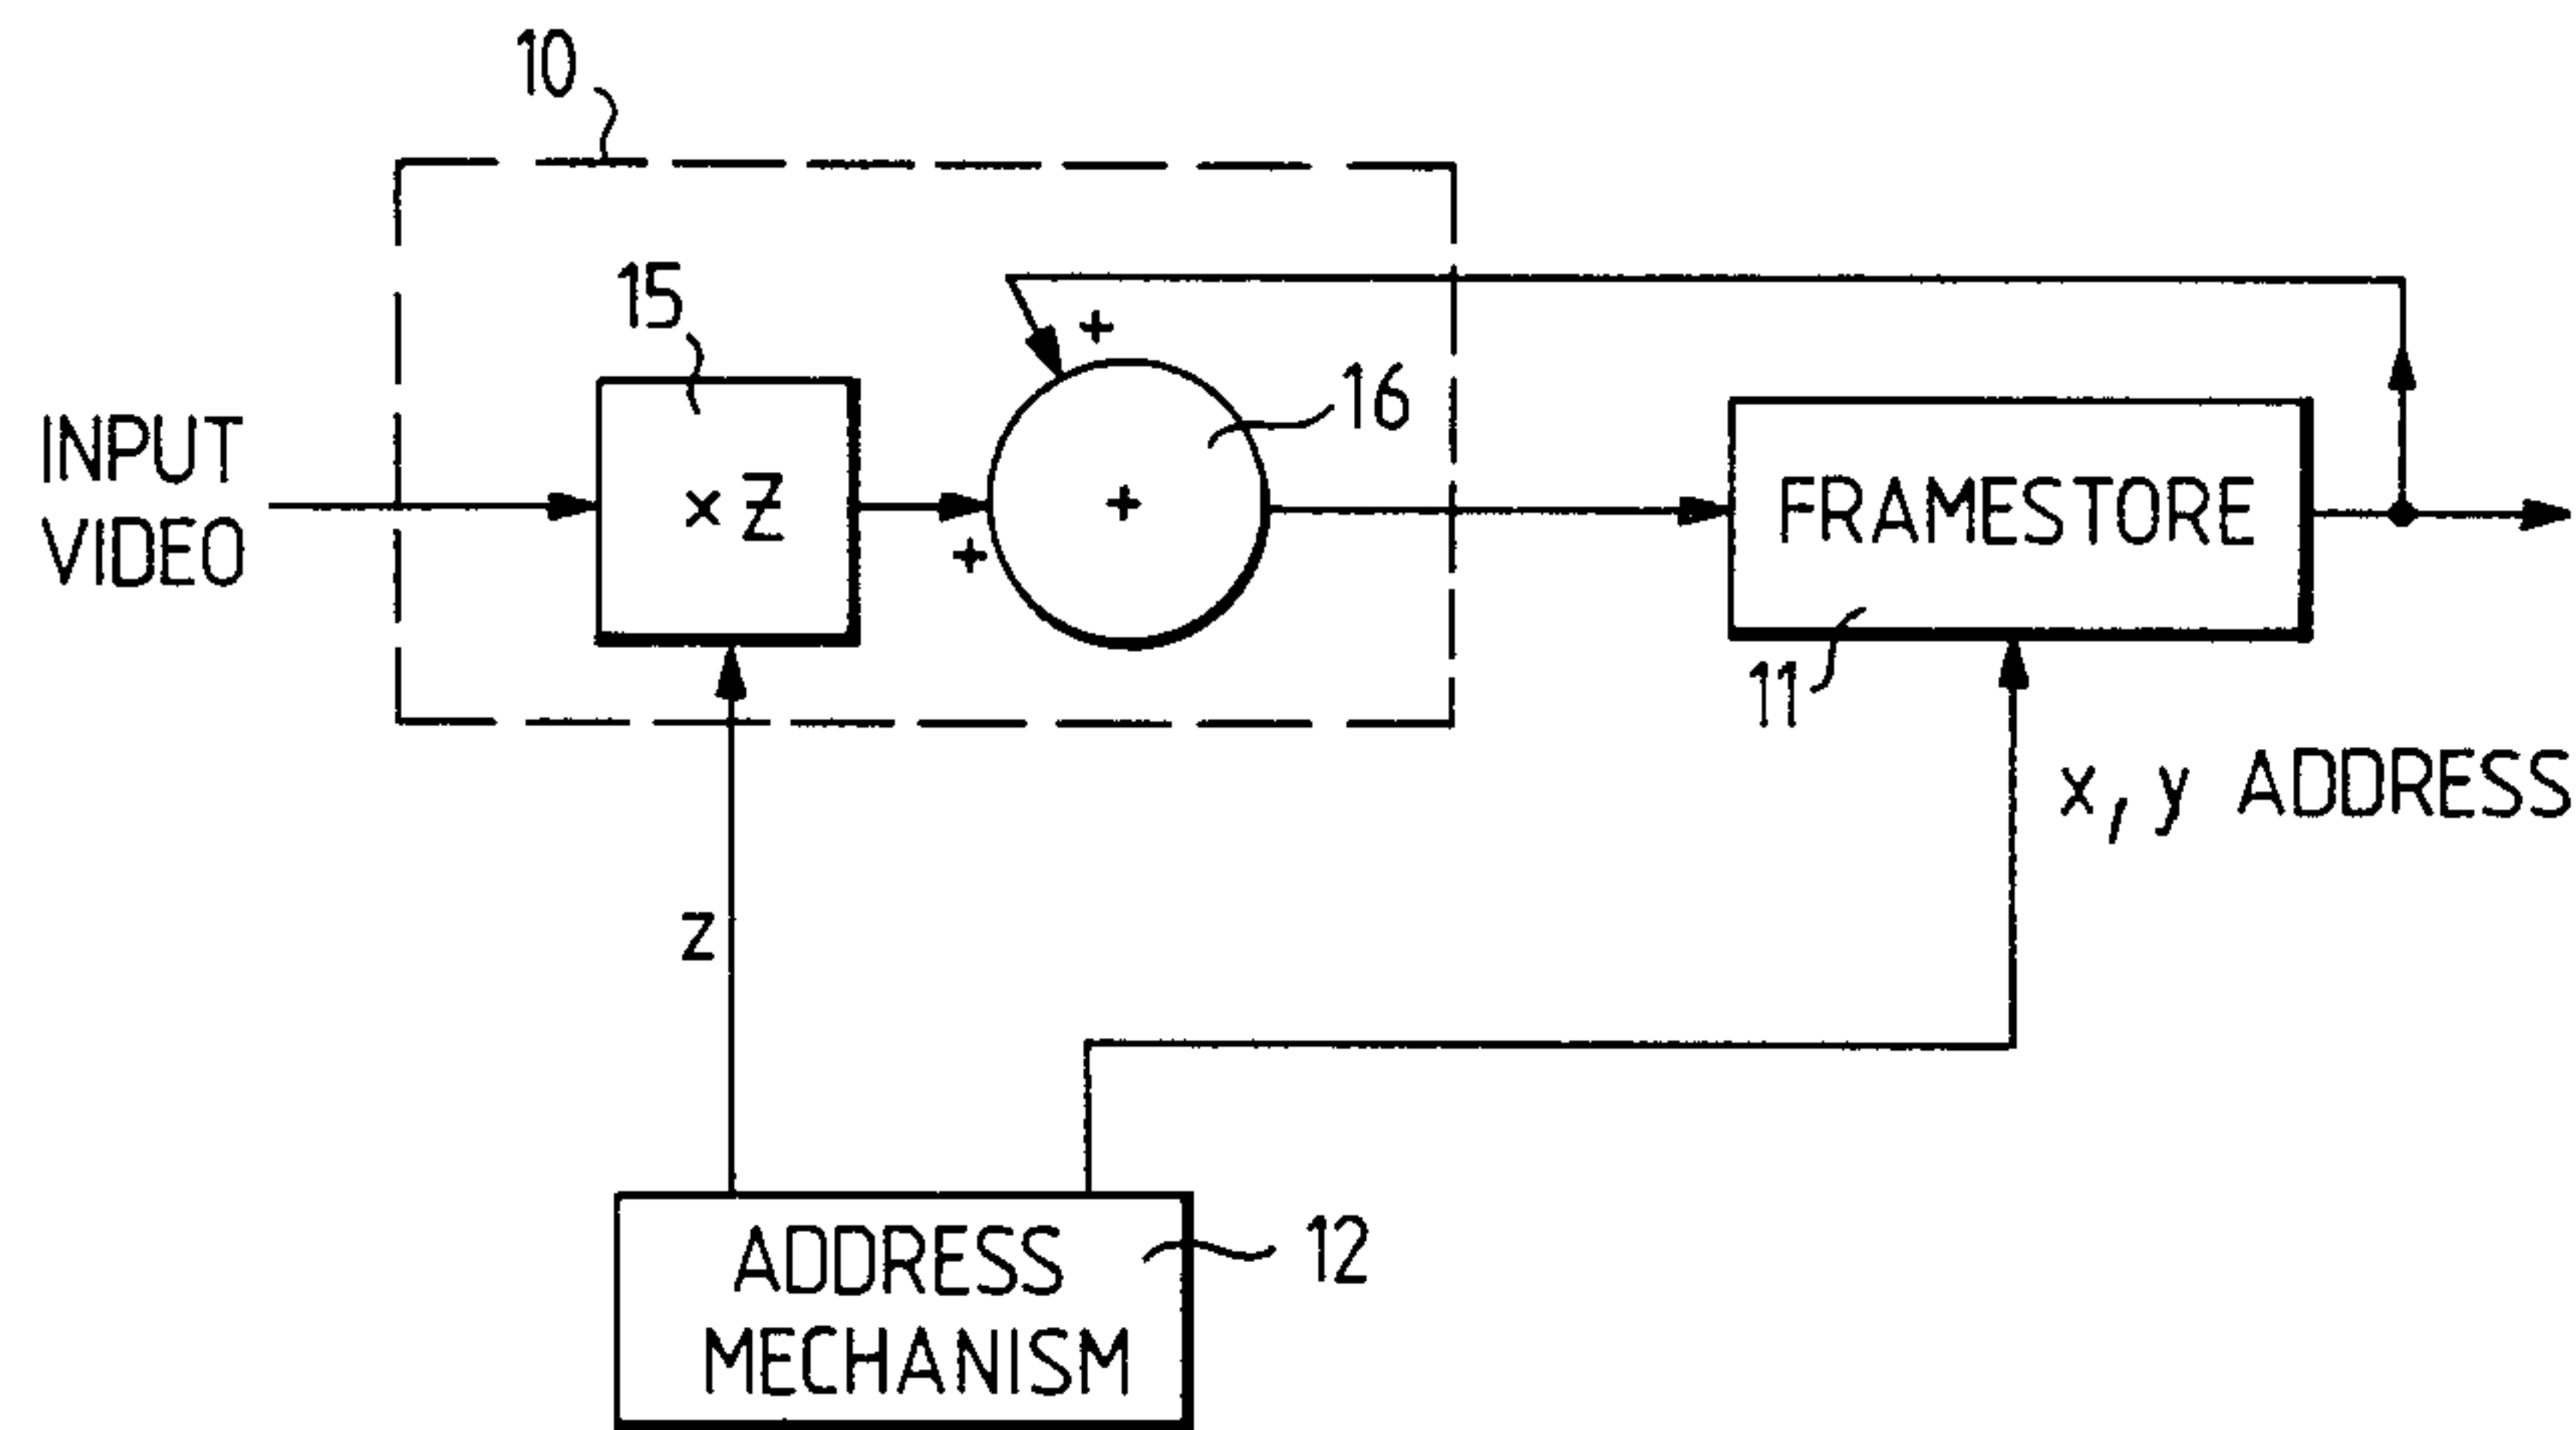 10
15
+
16
INPUT
VIDEO
× Z
+
+
FRAMESTORE
11
x, y ADDRESS
z
ADDRESS
MECHANISM
12